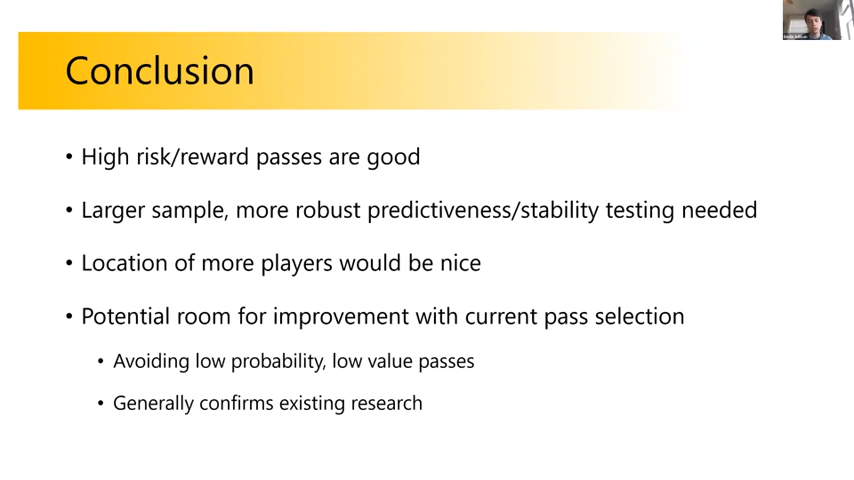 Conclusion
• High risk/reward passes are good
• Larger sample, more robust predictiveness/stability testing needed
• Location of more players would be nice
• Potential room for improvement with current pass selection
• Avoiding low probability, low value passes
• Generally confirms existing research